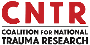 CNTR
COALITION FOR NATIONAL
TRAUMA RESEARCH